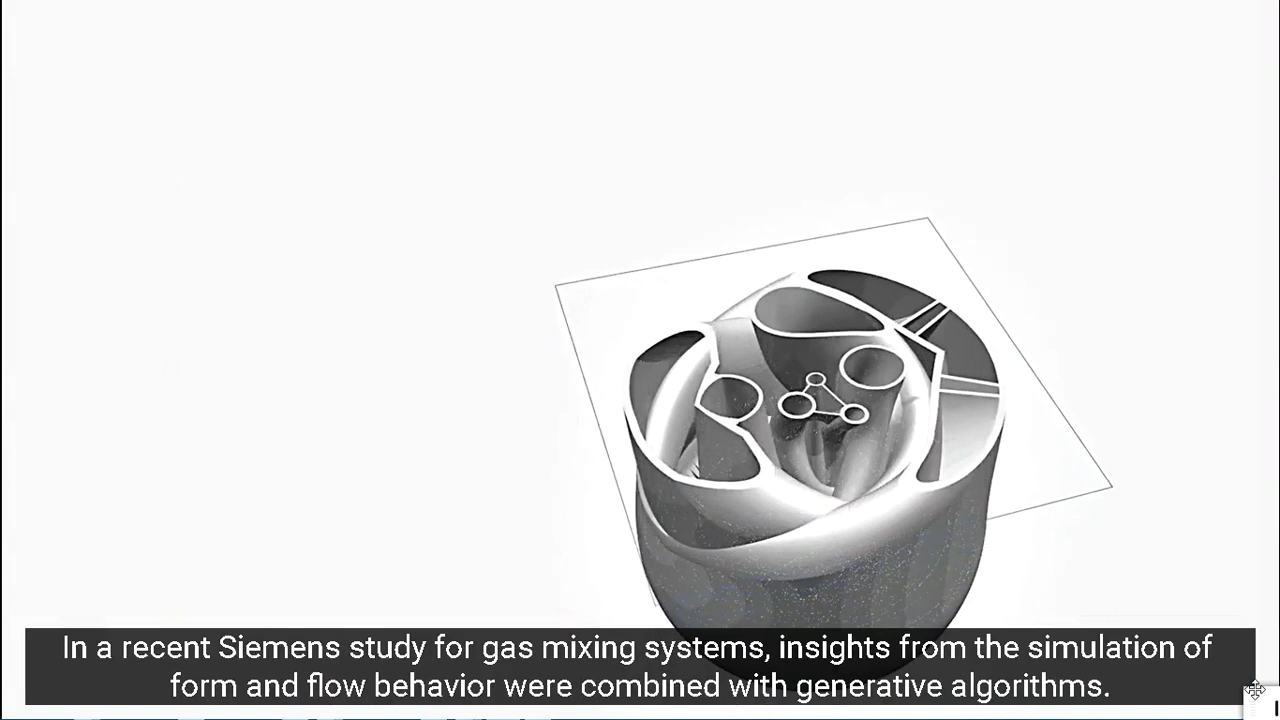 In a recent Siemens study for gas mixing systems, insights from the simulation of
form and flow behavior were combined with generative algorithms.